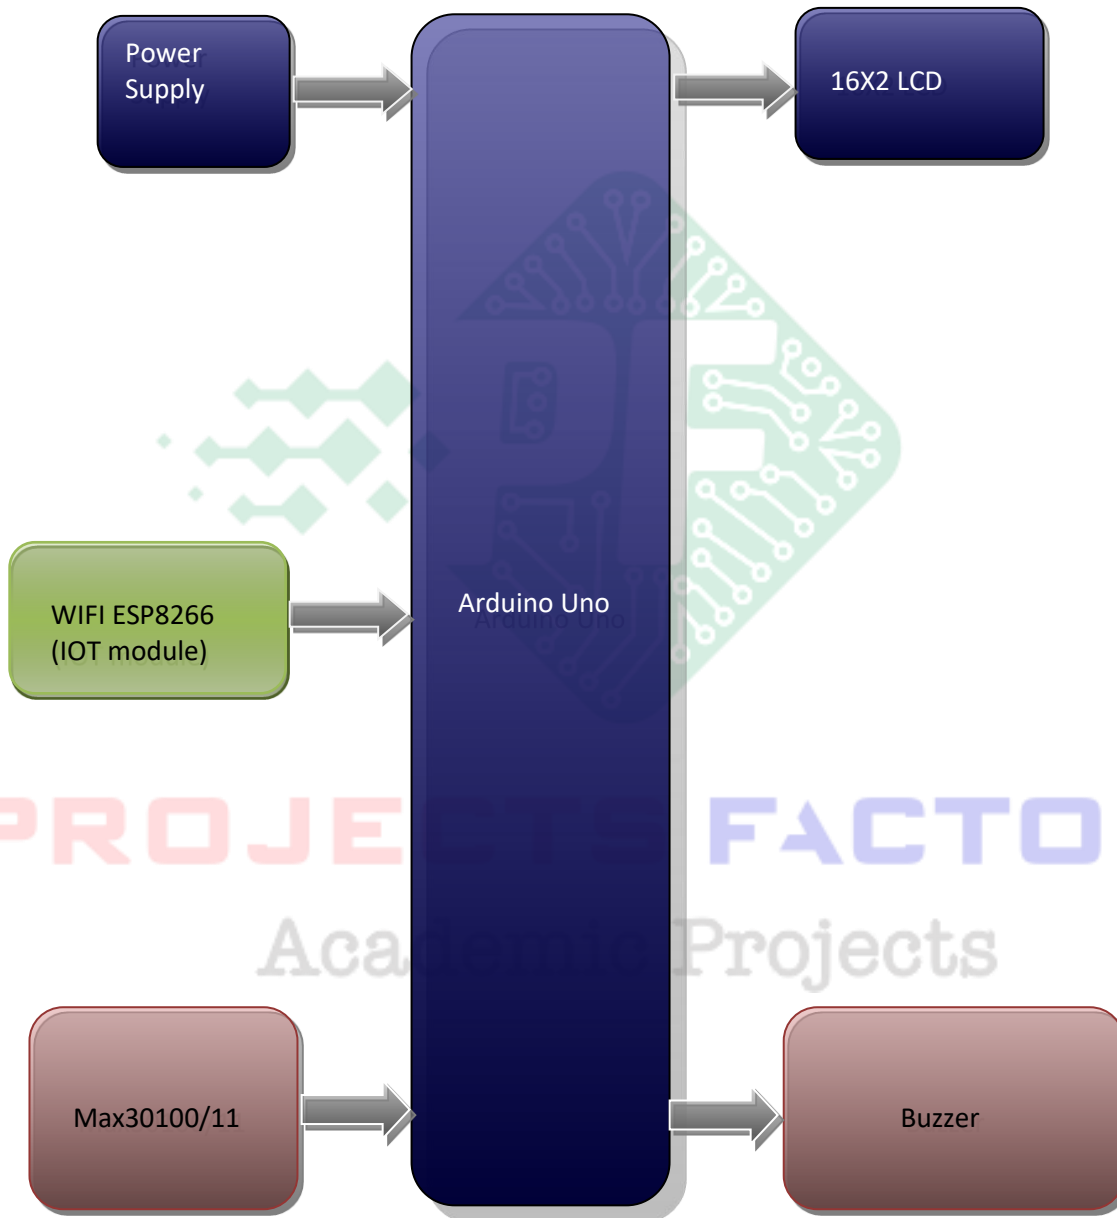 Power
Supply
16X2 LCD
WIFI ESP8266
(IOT module)
Arduino Uno
PROJECTS FACTO
Academic Projects
Max30100/11
Buzzer